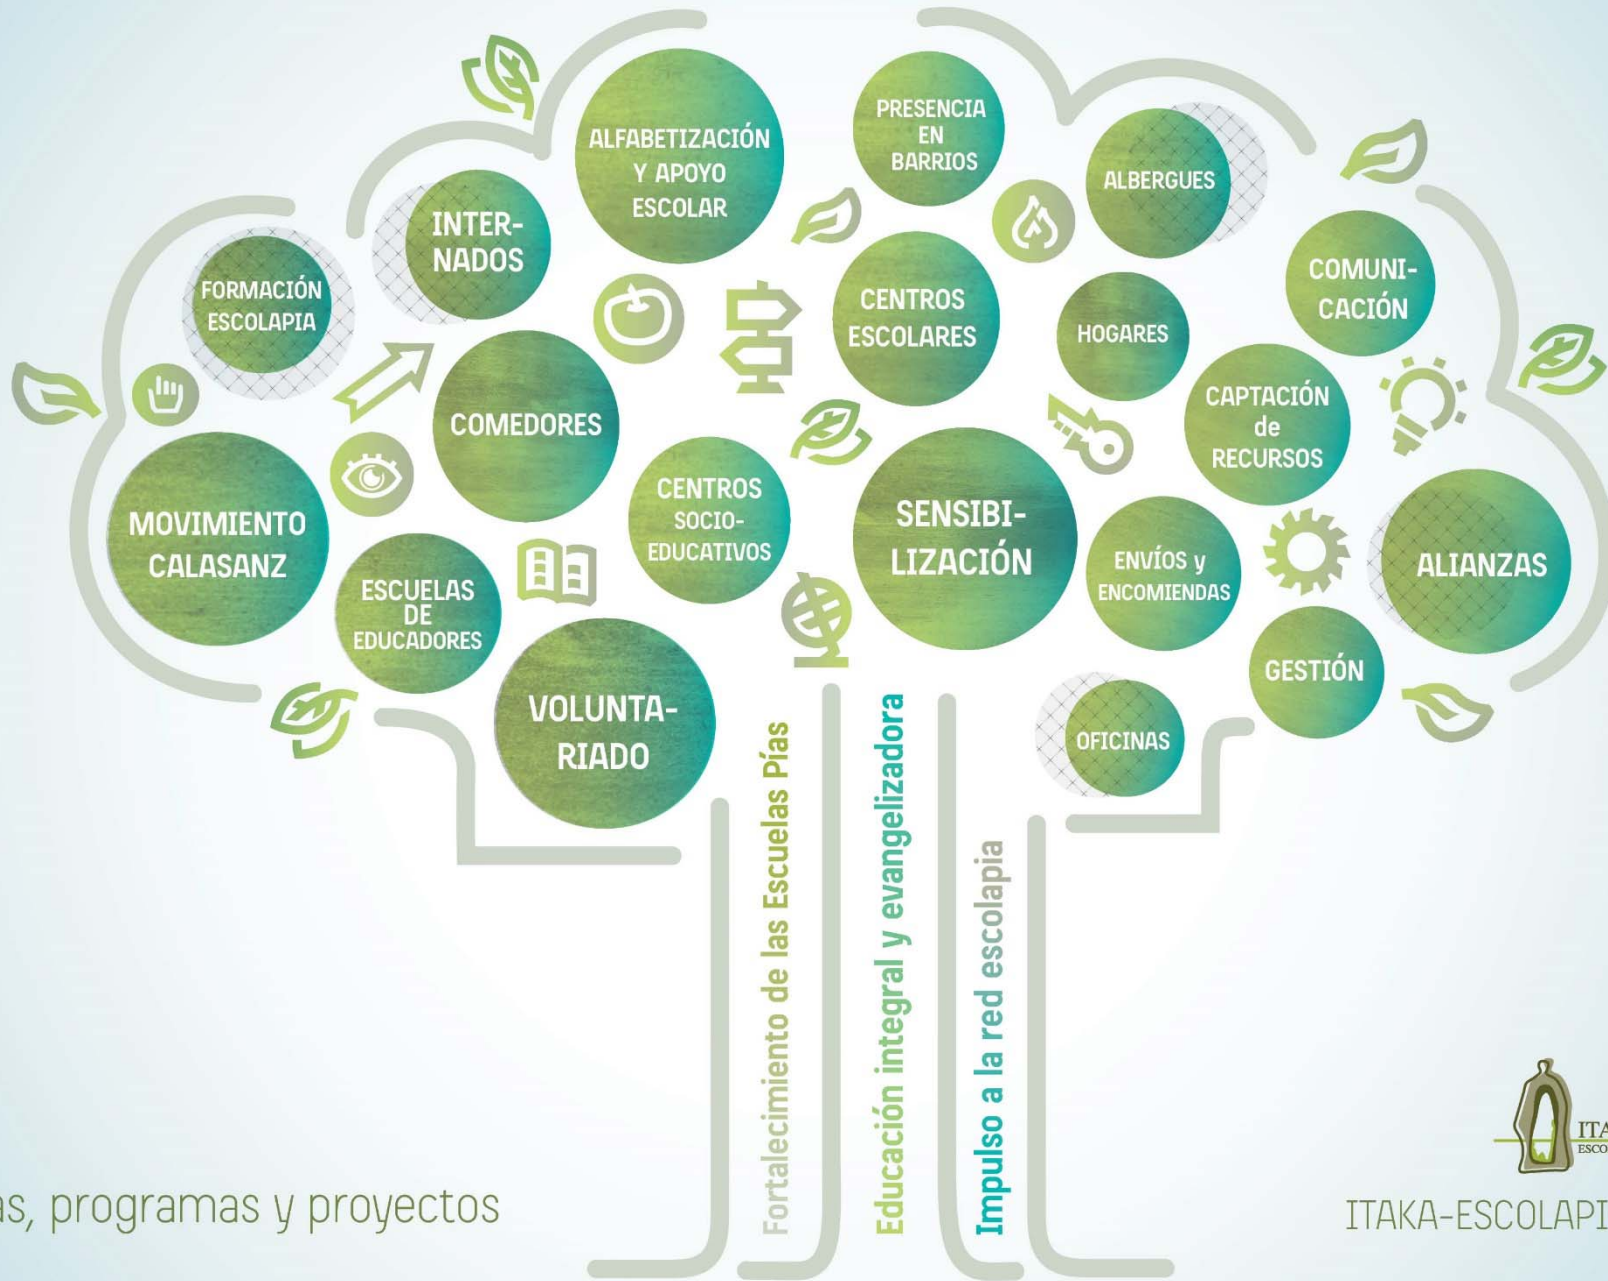 ALFABETIZACIÓN
Y APOYO
ESCOLAR
PRESENCIA
EN
BARRIOS
ALBERGUES
INTER-
NADOS
FORMACIÓN
ESCOLAPIA
CENTROS
ESCOLARES
HOGARES
COMUNI-
CACIÓN
COMEDORES
CAPTACIÓN
de
RECURSOS
MOVIMIENTO
CALASANZ
CENTROS
SOCIO-
EDUCATIVOS
SENSIBI-
LIZACIÓN
ENVÍOS y
ENCOMIENDAS
ALIANZAS
ESCUELAS
DE
EDUCADORES
VOLUNTA-
RIADO
GESTIÓN
OFICINAS
Fortalecimiento de las Escuelas Pías
Educación integral y evangelizadora
Impulso a la red escolapia
programas y proyectos
ITAKA-ESCOLAPI